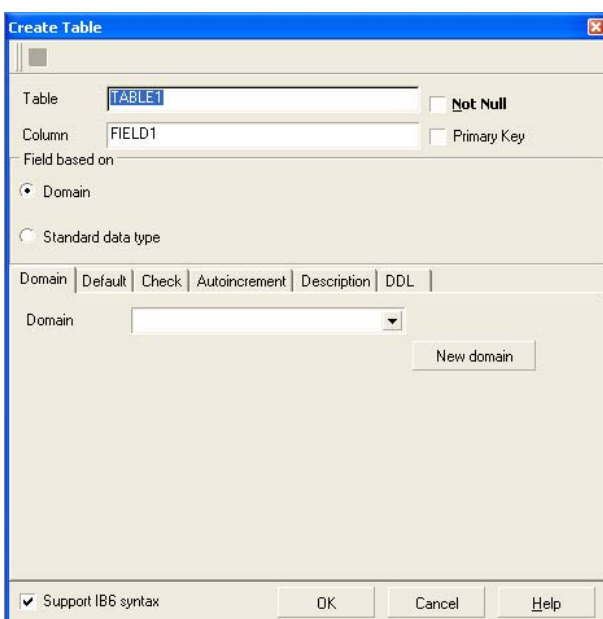 Create Table
Table TABLE1 Not Null
Column FIELD1 Primary Key
Field based on
Domain
Standard data type
Domain Default Check Autoincrement Description DDL
Domain
New domain
Support IB6 syntax OK Cancel Help